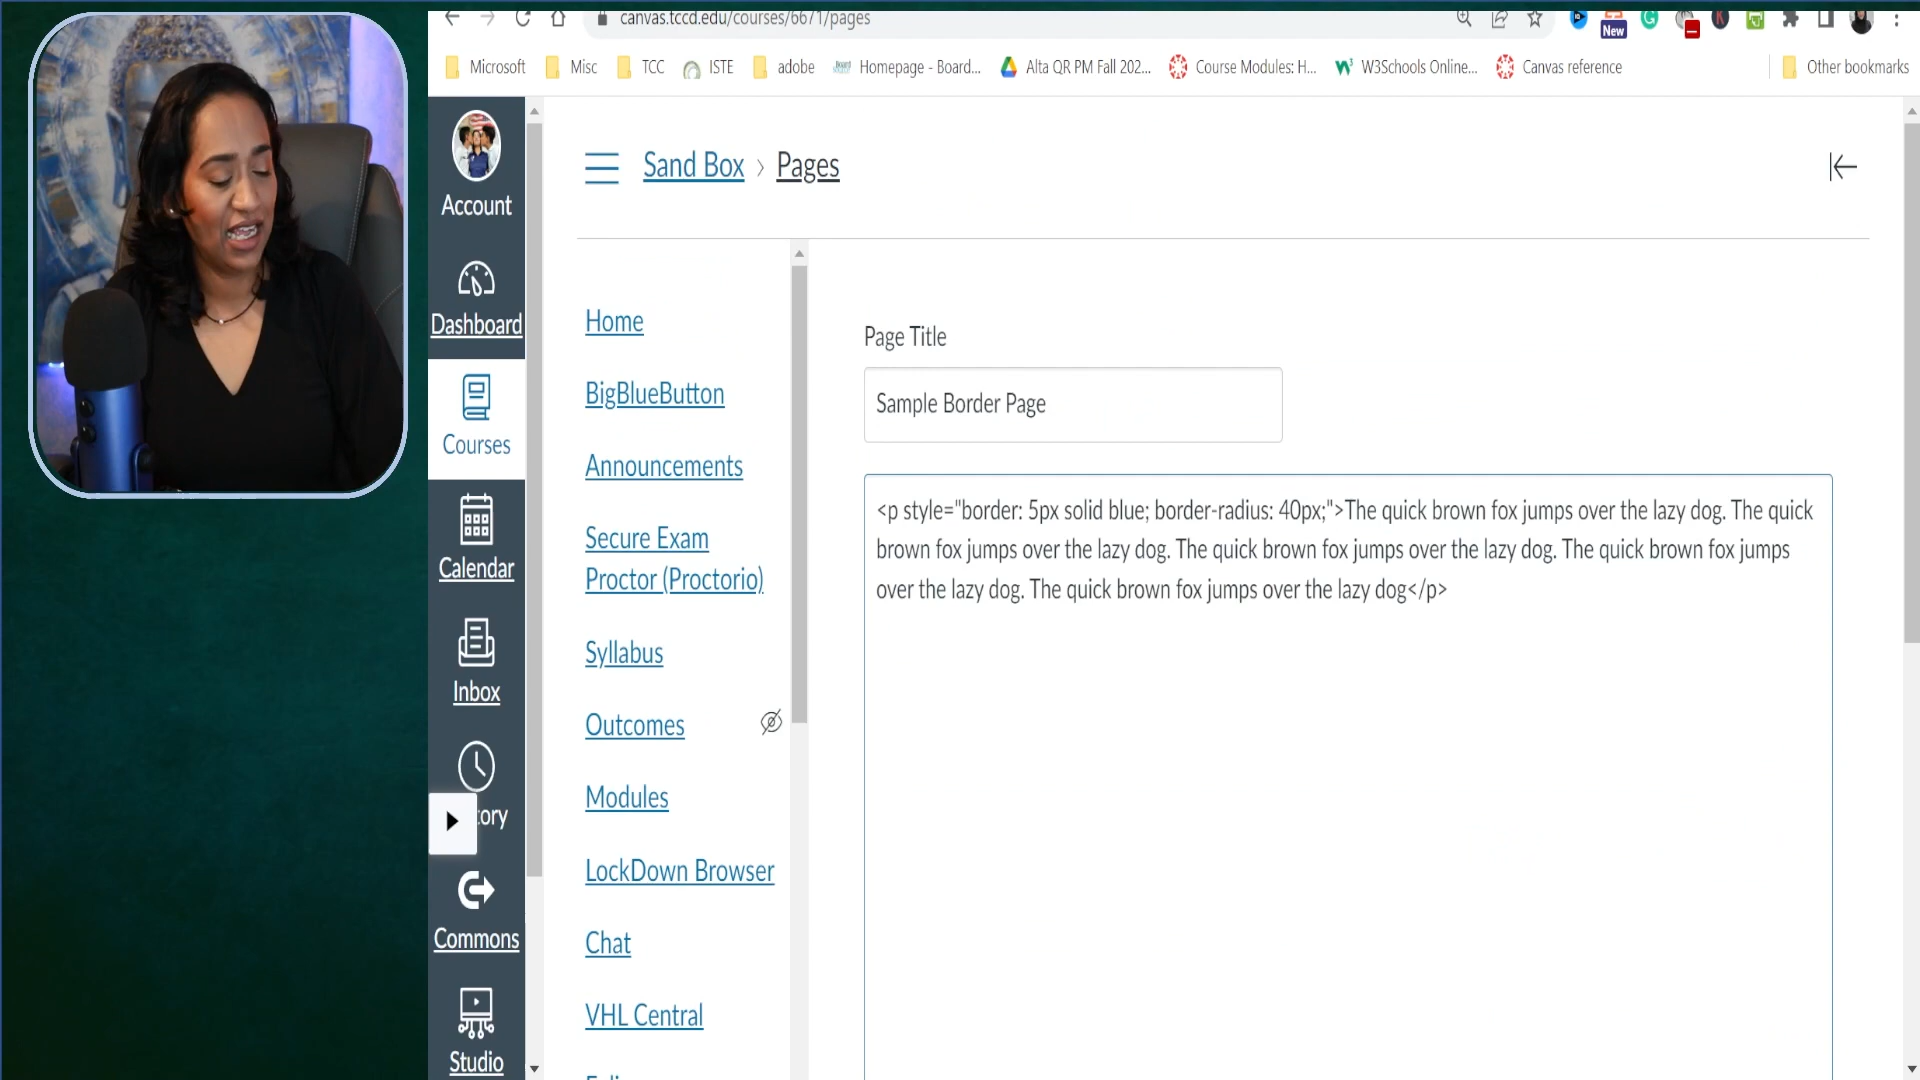 canvas.tccd.edu/courses/6671/pages
New
Microsoft
Misc
TCC
ISTE
adobe
Homepage - Board...
Alta QR PM Fall 202...
Course Modules: H...
W3Schools Online...
Canvas reference
Other bookmarks
Account
Dashboard
Courses
Calendar
Inbox
tory
Commons
Studio
Sand Box › Pages
Home
BigBlueButton
Announcements
Secure Exam
Proctor (Proctorio)
Syllabus
Outcomes
Modules
LockDown Browser
Chat
VHL Central
Page Title
Sample Border Page
<p style="border: 5px solid blue; border-radius: 40px;">The quick brown fox jumps over the lazy dog. The quick
brown fox jumps over the lazy dog. The quick brown fox jumps over the lazy dog. The quick brown fox jumps
over the lazy dog. The quick brown fox jumps over the lazy dog</p>